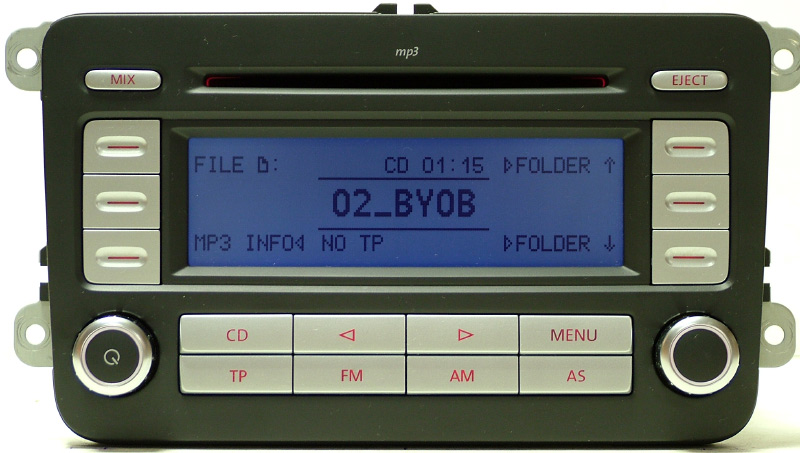 mp3
MIX EJECT
FILE : CD 01:15 FOLDER ↑
02_BYOB
MP3 INFO NO TP FOLDER ↓
CD MENU
TP FM AM AS